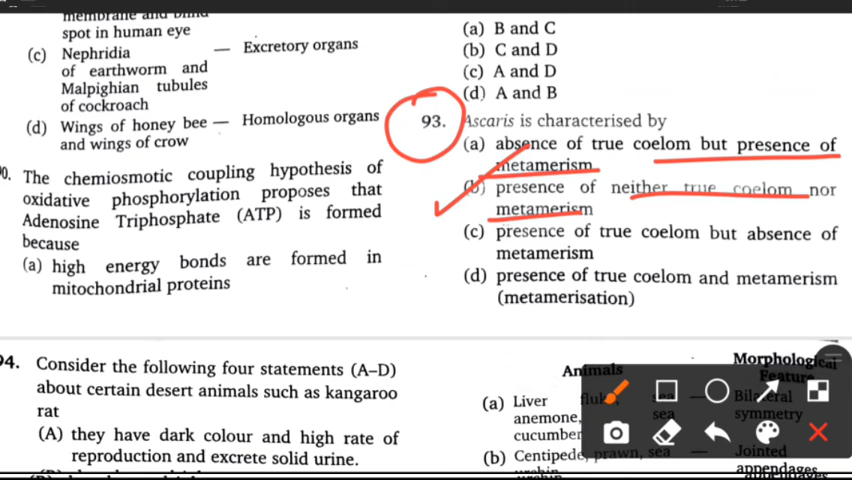 membrane and blind
spot in human eye
(c) Nephridia — Excretory organs
of earthworm and
Malpighian tubules
of cockroach
(d) Wings of honey bee — Homologous organs
and wings of crow
0. The chemiosmotic coupling hypothesis of
oxidative phosphorylation proposes that
Adenosine Triphosphate (ATP) is formed
because
(a) high energy bonds are formed in
mitochondrial proteins
(a) B and C
(b) C and D
(c) A and D
(d) A and B
93. Ascaris is characterised by
(a) absence of true coelom but presence of
metamerism
(b) presence of neither true coelom nor
metamerism
(c) presence of true coelom but absence of
metamerism
(d) presence of true coelom and metamerism
(metamerisation)
94. Consider the following four statements (A–D)
about certain desert animals such as kangaroo
rat
(A) they have dark colour and high rate of
reproduction and excrete solid urine.
Animals Morphological
Feature
(a) Liver fluke, sea — Bilateral
anemone, sea symmetry
cucumber
(b) Centipede, prawn, sea — Jointed
urchin appendages